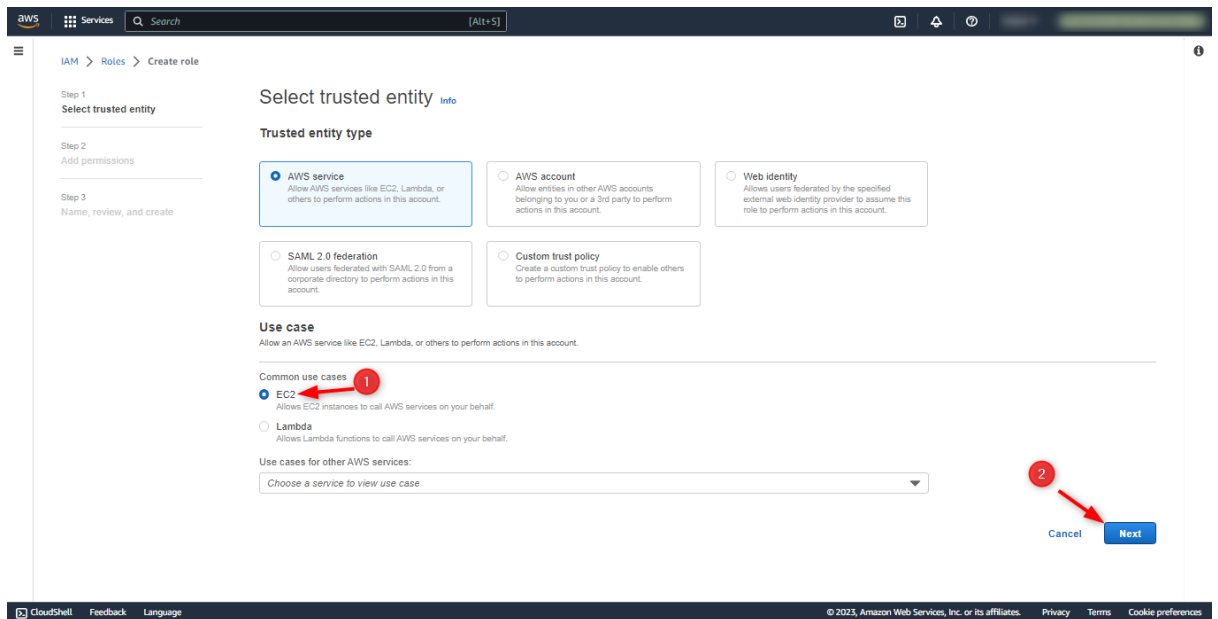 aws Services Search [Alt+S]
IAM > Roles > Create role
Step 1
Select trusted entity
Step 2
Add permissions
Step 3
Name, review, and create
Select trusted entity Info
Trusted entity type
AWS service
Allow AWS services like EC2, Lambda, or
others to perform actions in this account.
AWS account
Allow entities in other AWS accounts
belonging to you or a 3rd party to perform
actions in this account.
Web identity
Allows users federated by the specified
external web identity provider to assume this
role to perform actions in this account.
SAML 2.0 federation
Allow users federated with SAML 2.0 from a
corporate directory to perform actions in this
account.
Custom trust policy
Create a custom trust policy to enable others
to perform actions in this account.
Use case
Allow an AWS service like EC2, Lambda, or others to perform actions in this account.
Common use cases
1
EC2
Allows EC2 instances to call AWS services on your behalf.
Lambda
Allows Lambda functions to call AWS services on your behalf.
Use cases for other AWS services:
Choose a service to view use case
2
Cancel Next
CloudShell Feedback Language © 2023, Amazon Web Services, Inc. or its affiliates. Privacy Terms Cookie preferences